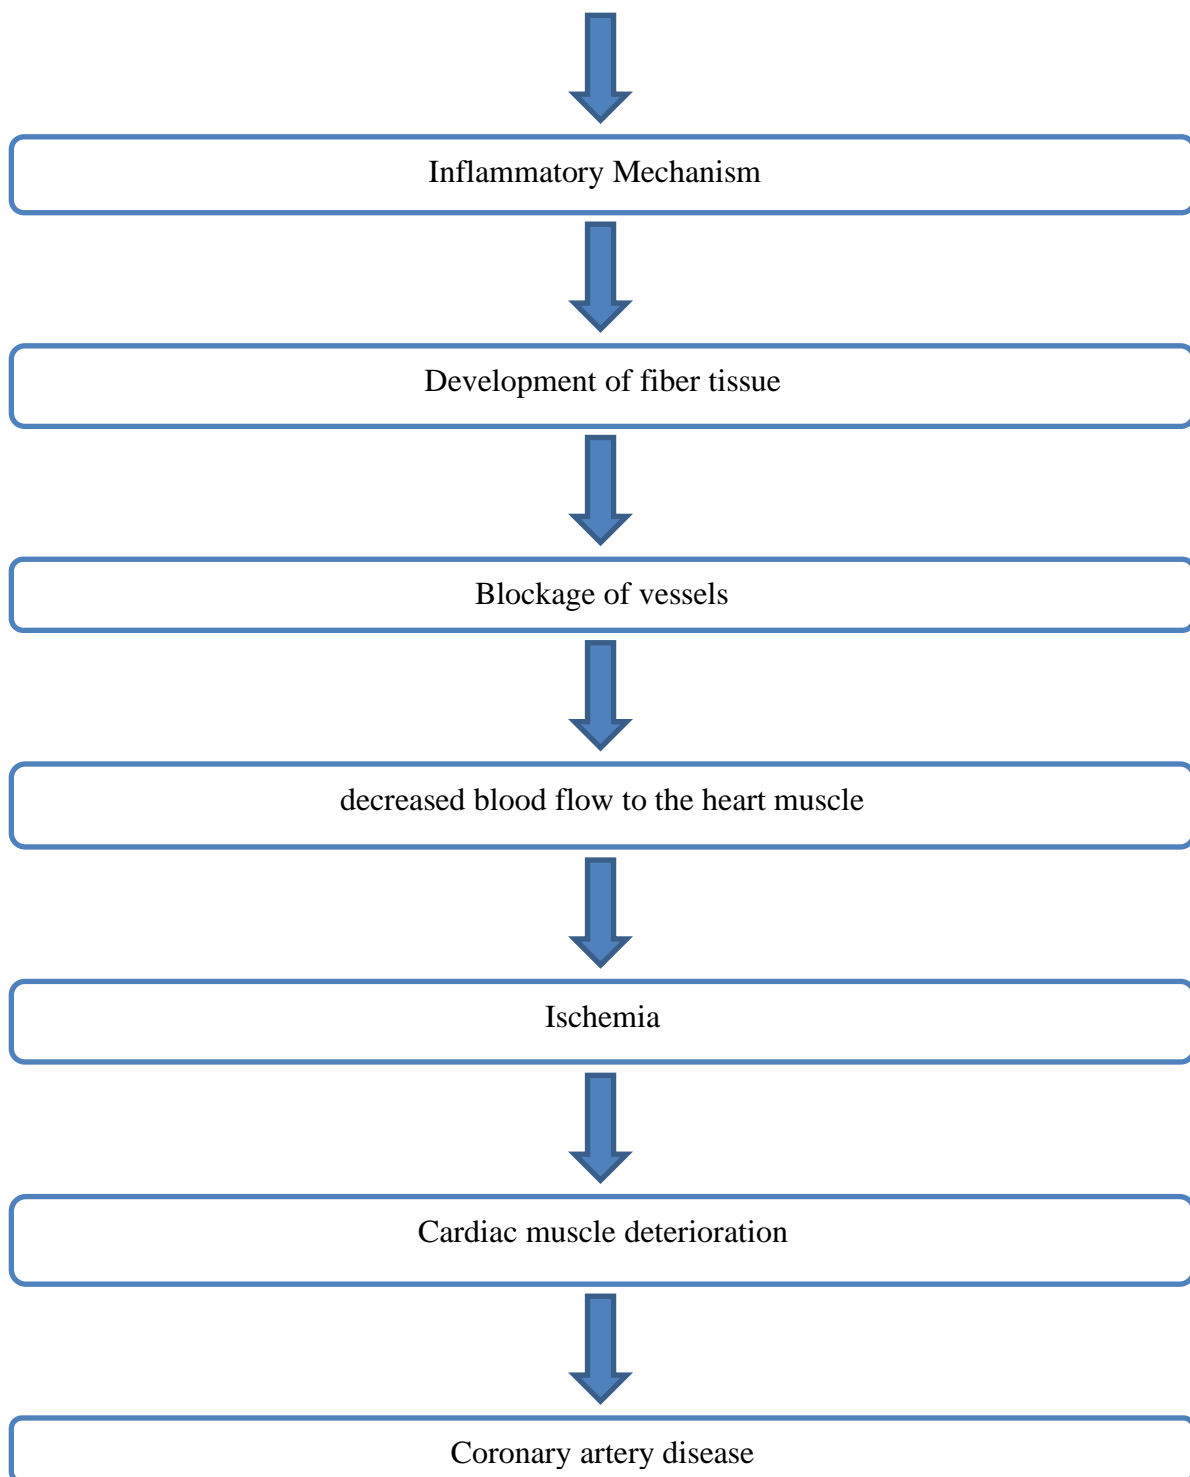 Inflammatory Mechanism
Development of fiber tissue
Blockage of vessels
decreased blood flow to the heart muscle
Ischemia
Cardiac muscle deterioration
Coronary artery disease